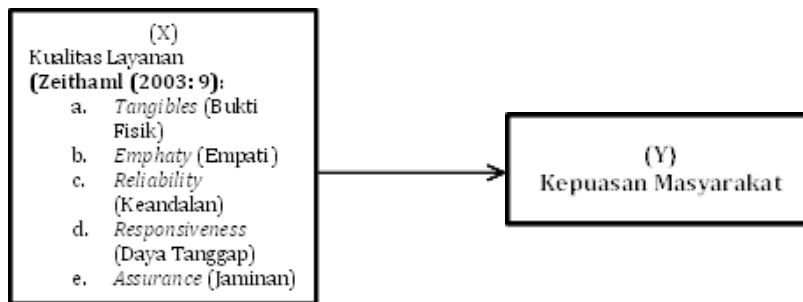 (X)
Kualitas Layanan
(Zeithaml (2003: 9):
a. Tangibles (Bukti
Fisik)
b. Emphaty (Empati)
c. Reliability
(Keandalan)
d. Responsiveness
(Daya Tanggap)
e. Assurance (Jaminan)
(Y)
Kepuasan Masyarakat